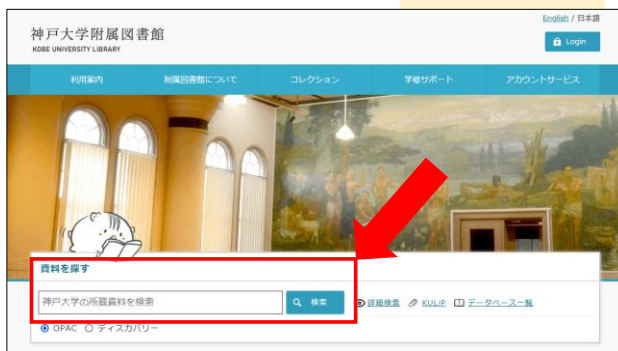 English / 日本語
神戸大学附属図書館
KOBE UNIVERSITY LIBRARY
Login
利用案内 附属図書館について コレクション 学修サポート アカウントサービス
資料を探す
神戸大学の所蔵資料を検索 検索 詳細検索 KULiP データベース一覧
OPAC ディスカバリー